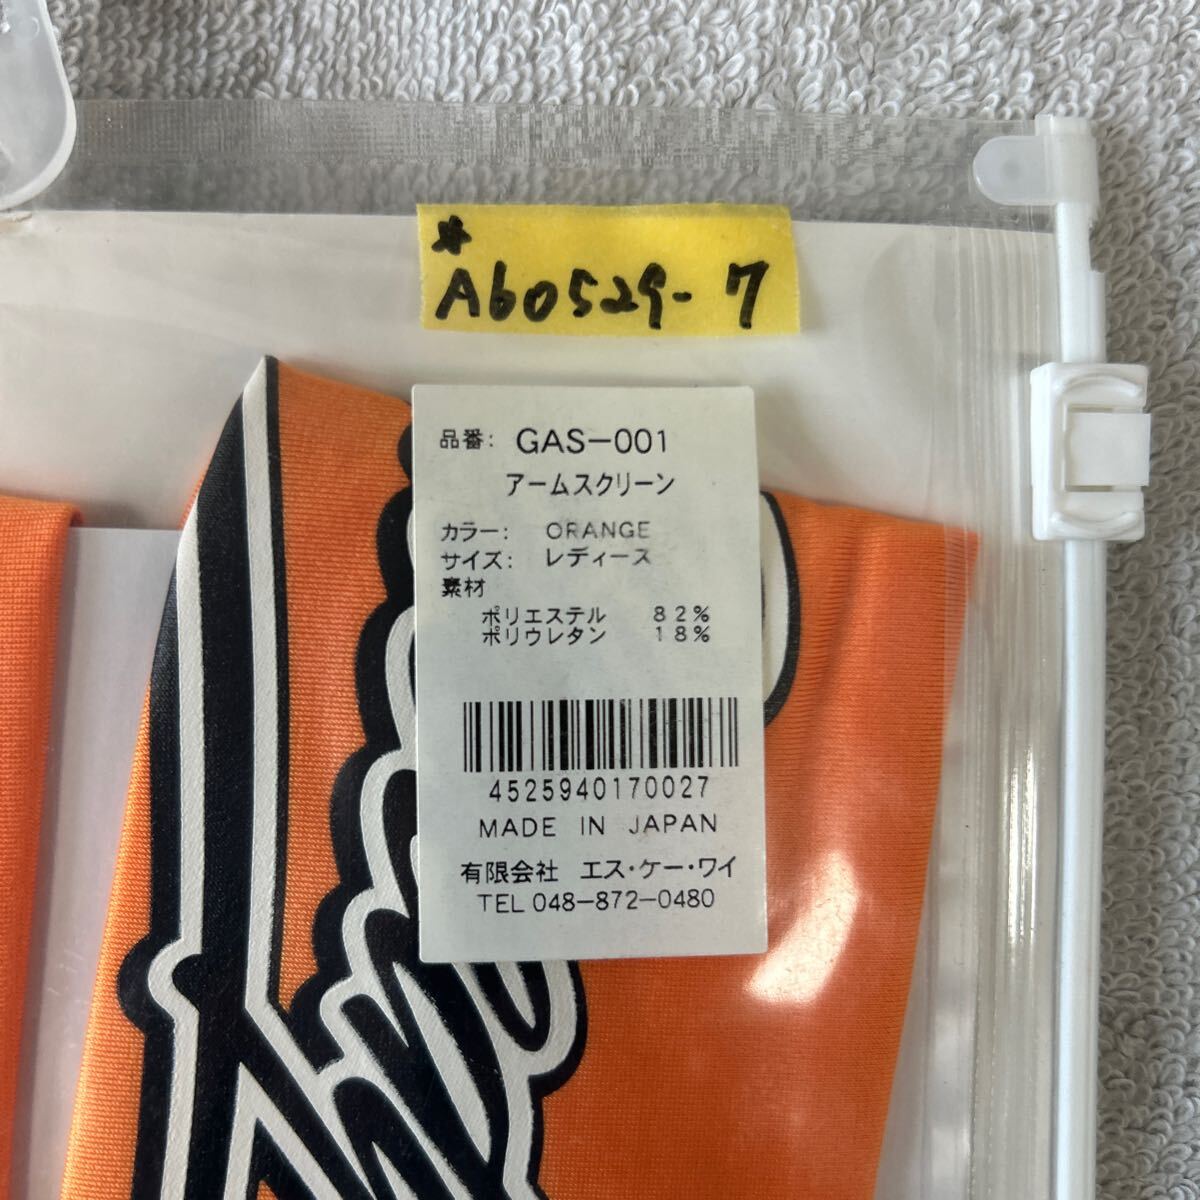 ☆
A60529-7
品番: GAS-001
アームスクリーン
カラー: ORANGE
サイズ: レディース
素材
ポリエステル 82%
ポリウレタン 18%
4525940170027
MADE IN JAPAN
有限会社 エス・ケー・ワイ
TEL 048-872-0480